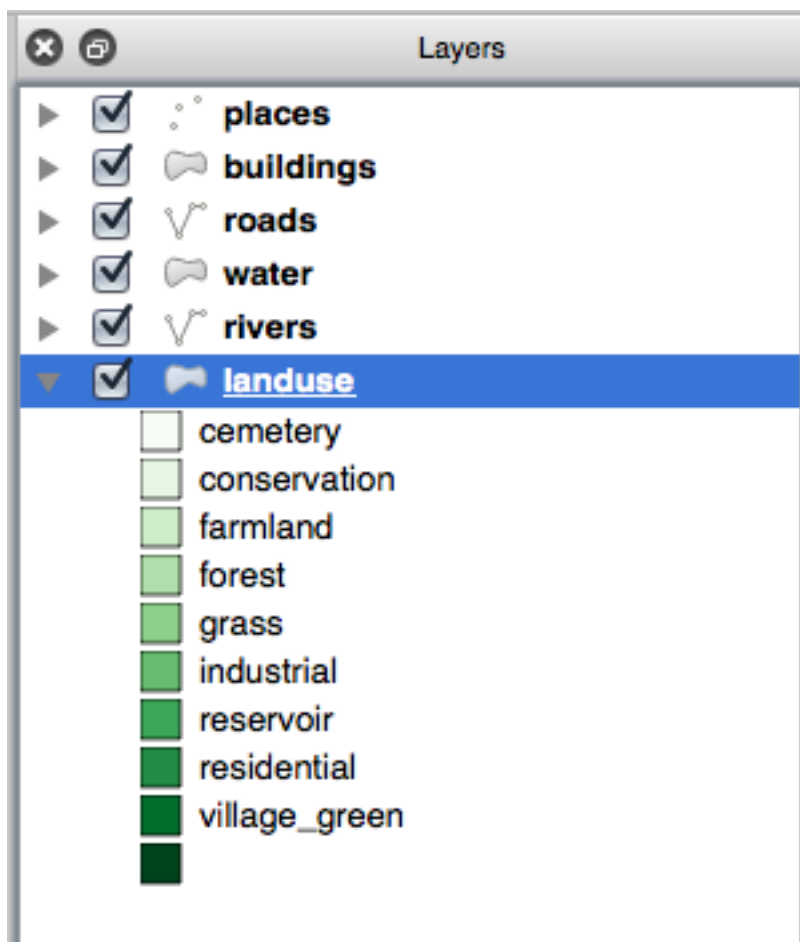 Layers
places
buildings
roads
water
rivers
landuse
cemetery
conservation
farmland
forest
grass
industrial
reservoir
residential
village_green